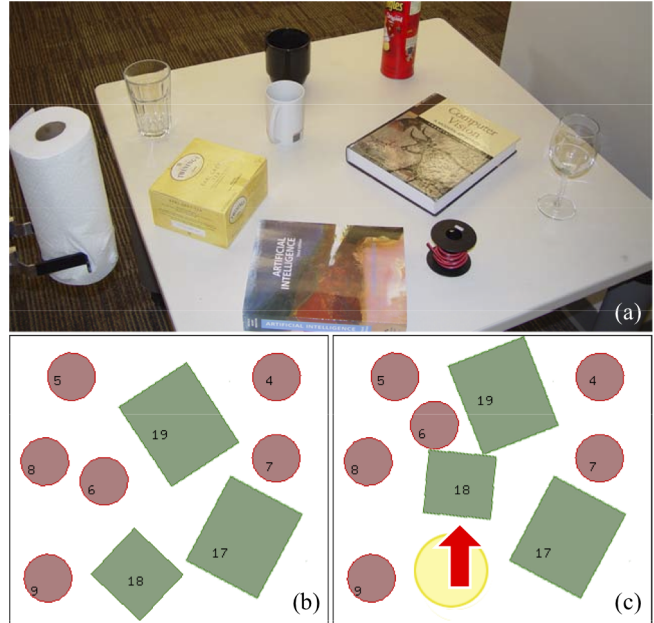 Computer
Vision
TWININGS
ARTIFICIAL
INTELLIGENCE
ARTIFICIAL INTELLIGENCE
(a)
5
4
19
8
7
6
17
18
9
(b)
5
4
19
6
8
7
18
17
9
(c)